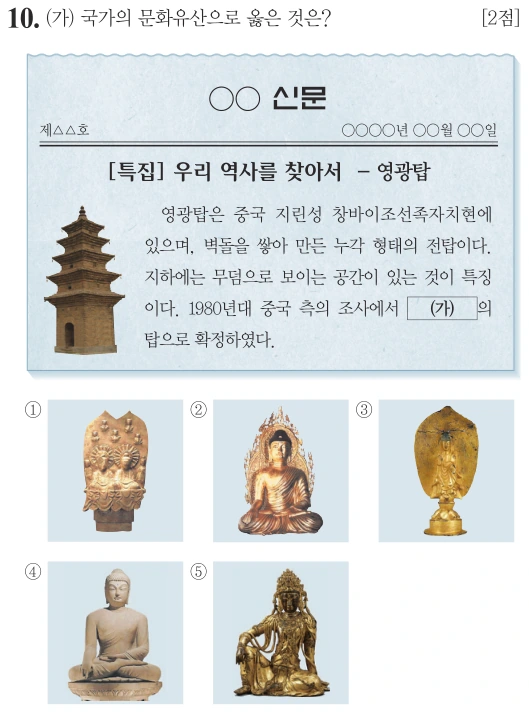 10. (가) 국가의 문화유산으로 옳은 것은? [2점]
○○ 신문
제△△호 ○○○○년 ○○월 ○○일
[특집] 우리 역사를 찾아서 - 영광탑
영광탑은 중국 지린성 창바이조선족자치현에
있으며, 벽돌을 쌓아 만든 누각 형태의 전탑이다.
지하에는 무덤으로 보이는 공간이 있는 것이 특징
이다. 1980년대 중국 측의 조사에서 (가) 의
탑으로 확정하였다.
① ② ③
④ ⑤